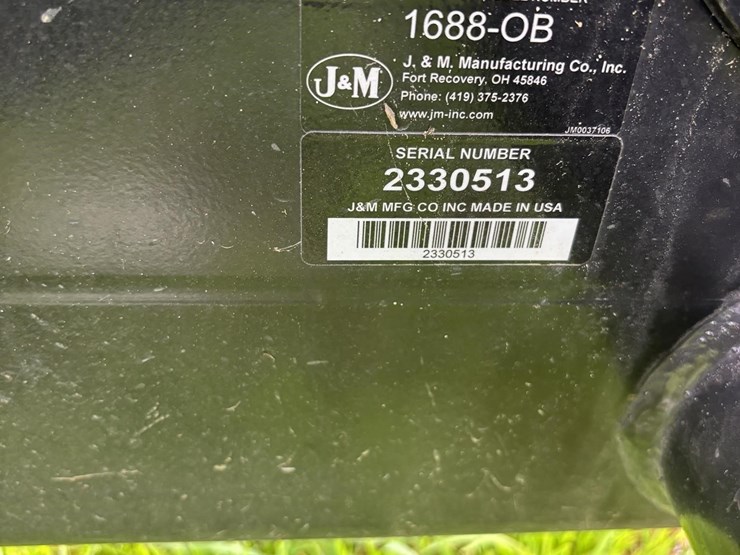 1688-OB
J&M
J. & M. Manufacturing Co., Inc.
Fort Recovery, OH 45846
Phone: (419) 375-2376
www.jm-inc.com
JM0037106
SERIAL NUMBER
2330513
J&M MFG CO INC MADE IN USA
2330513